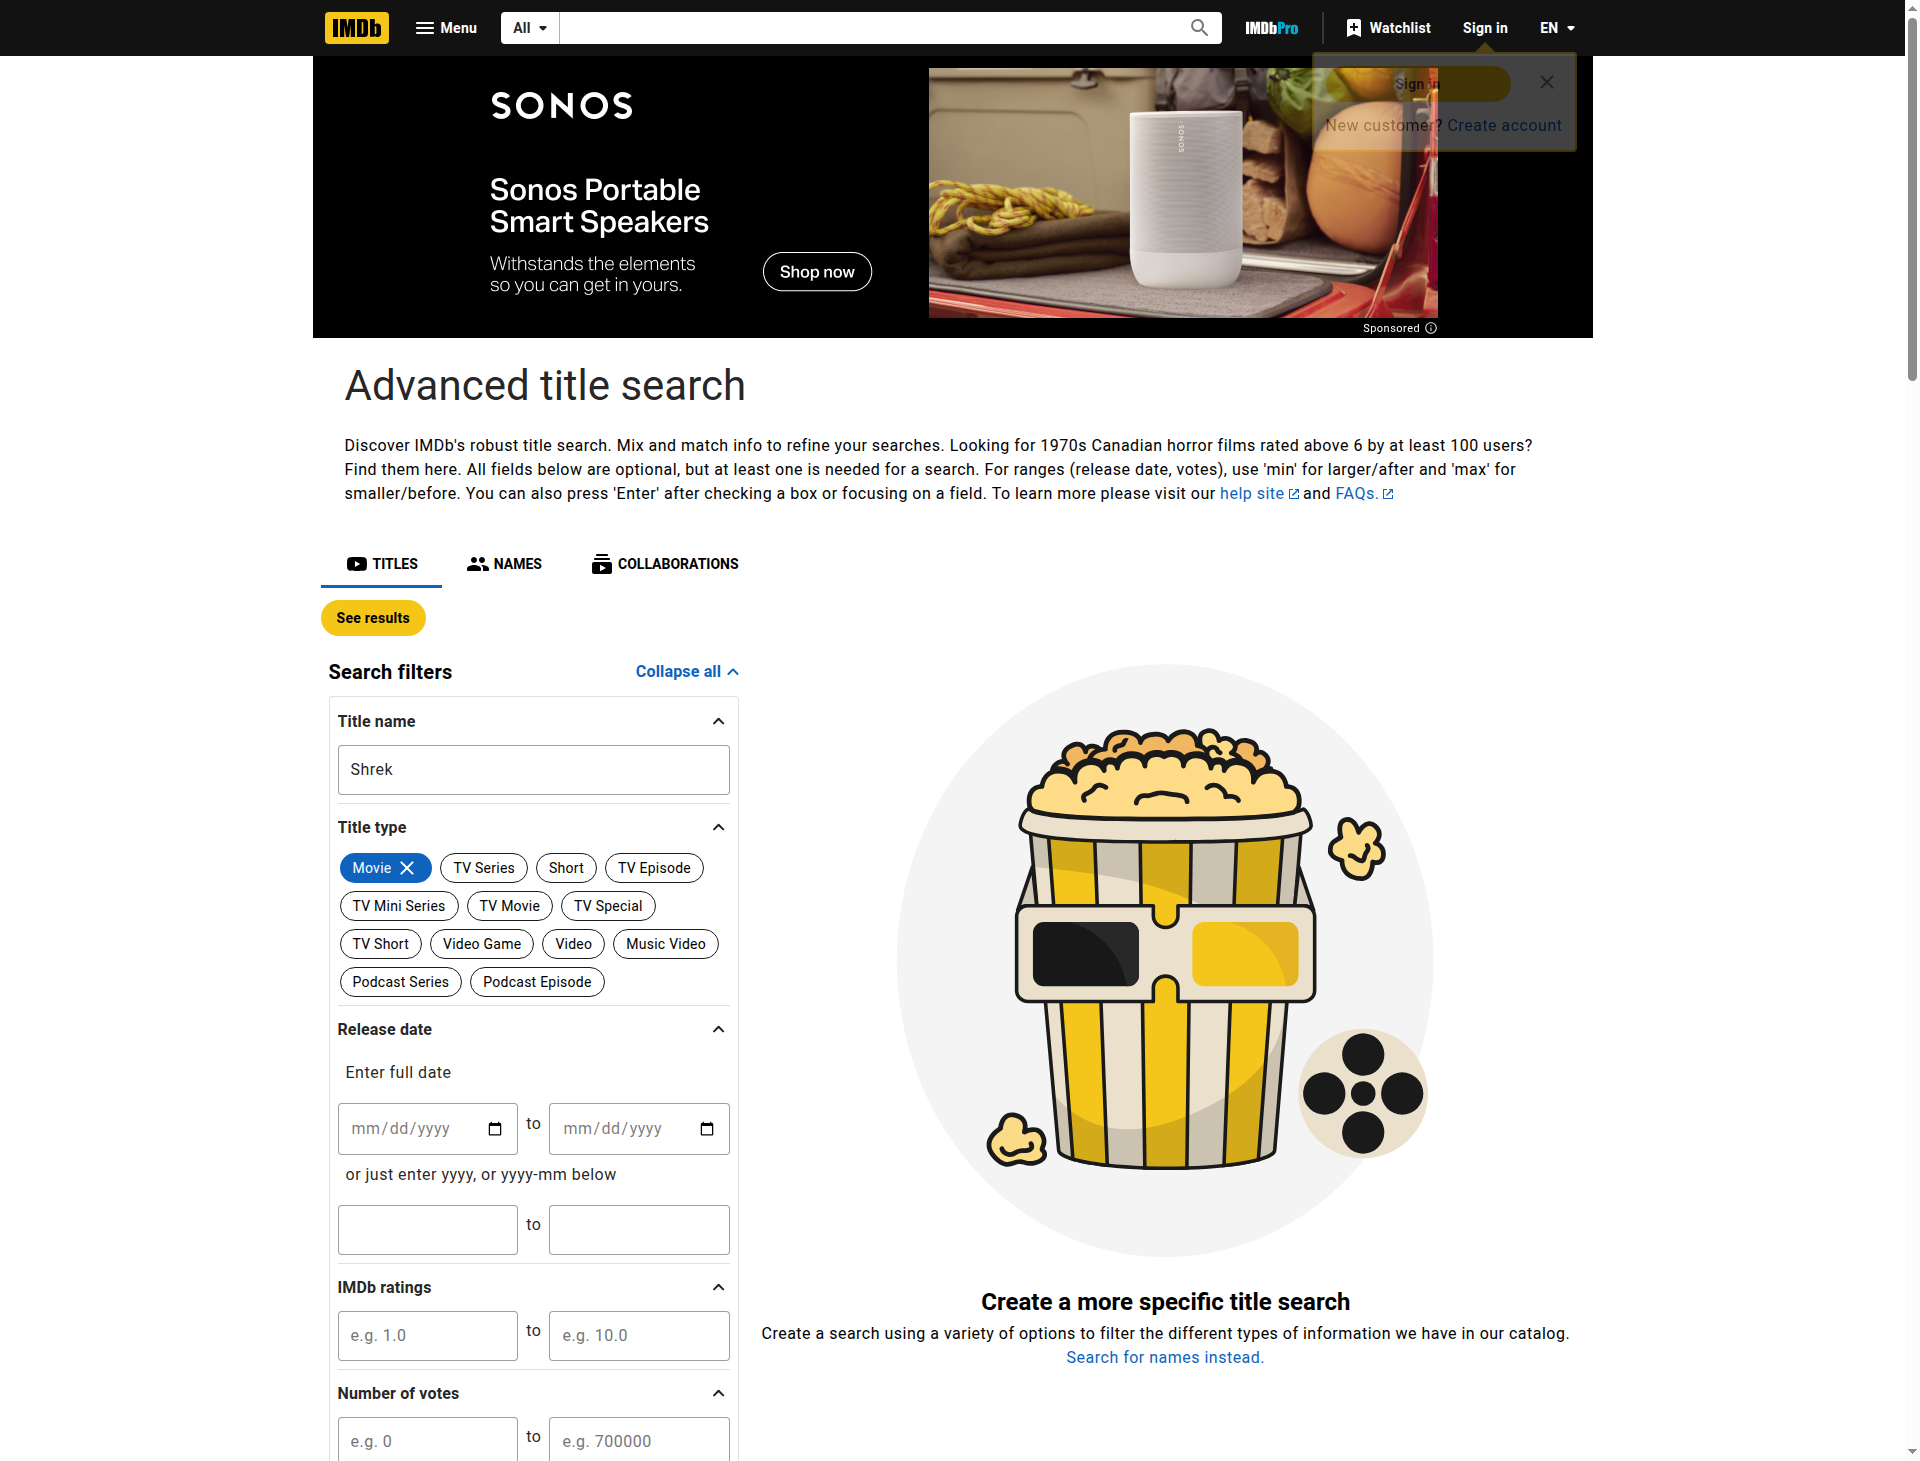 IMDb Menu All IMDbPro Watchlist Sign in EN
SONOS
Sign in
New customer? Create account
SONOS
Sonos Portable
Smart Speakers
Withstands the elements
so you can get in yours.
Shop now
Sponsored
Advanced title search
Discover IMDb's robust title search. Mix and match info to refine your searches. Looking for 1970s Canadian horror films rated above 6 by at least 100 users?
Find them here. All fields below are optional, but at least one is needed for a search. For ranges (release date, votes), use 'min' for larger/after and 'max' for
smaller/before. You can also press 'Enter' after checking a box or focusing on a field. To learn more please visit our help site and FAQs.
TITLES NAMES COLLABORATIONS
See results
Search filters Collapse all
Title name
Shrek
Title type
Movie TV Series Short TV Episode
TV Mini Series TV Movie TV Special
TV Short Video Game Video Music Video
Podcast Series Podcast Episode
Release date
Enter full date
mm/dd/yyyy to mm/dd/yyyy
or just enter yyyy, or yyyy-mm below
to
IMDb ratings
e.g. 1.0 to e.g. 10.0
Number of votes
e.g. 0 to e.g. 700000
Create a more specific title search
Create a search using a variety of options to filter the different types of information we have in our catalog.
Search for names instead.